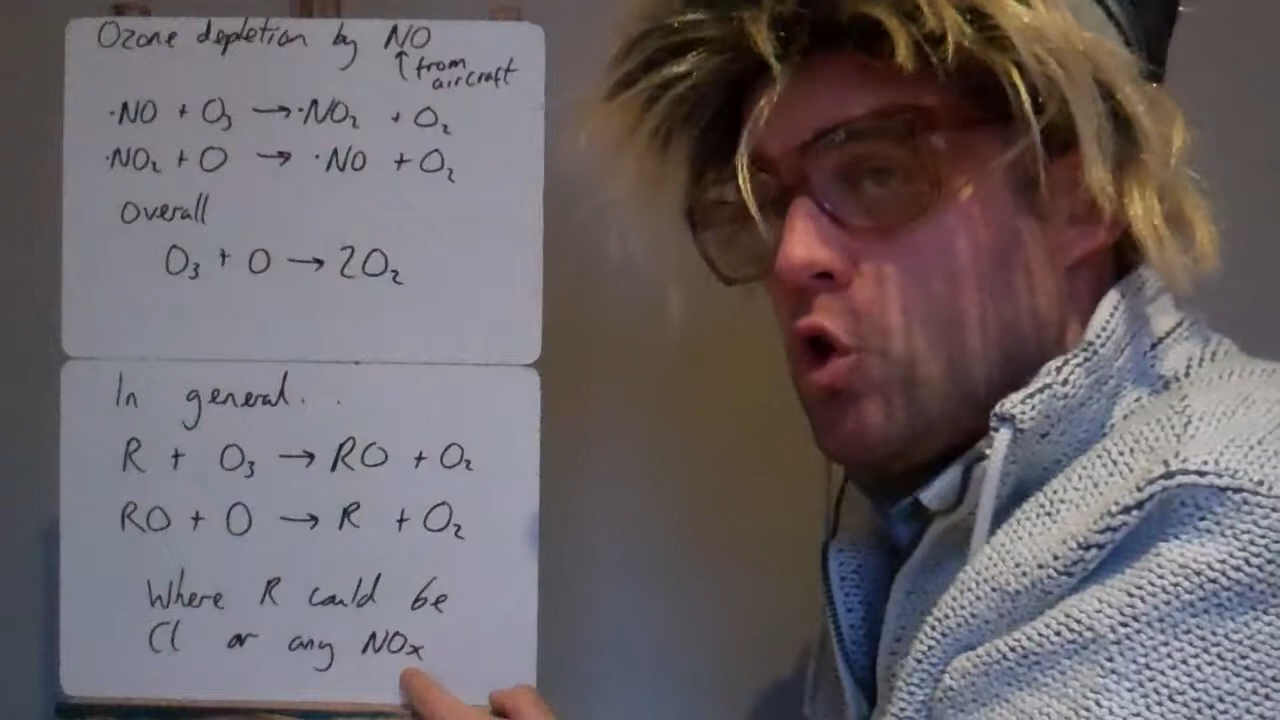 Ozone depletion by NO
↑ from
aircraft
·NO + O₃ → ·NO₂ + O₂
·NO₂ + O → ·NO + O₂
Overall
O₃ + O → 2O₂
In general. . .
R + O₃ → RO + O₂
RO + O → R + O₂
Where R could be
Cl or any NOx